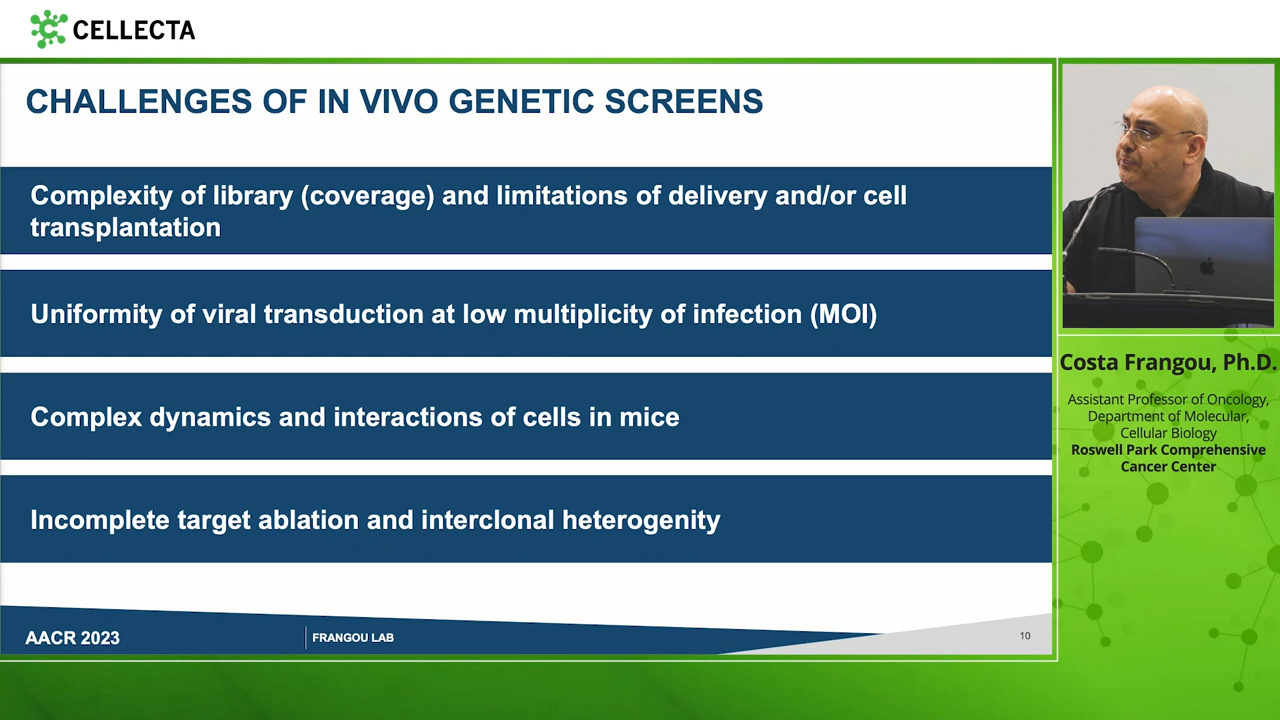 CELLECTA
CHALLENGES OF IN VIVO GENETIC SCREENS
Complexity of library (coverage) and limitations of delivery and/or cell
transplantation
Uniformity of viral transduction at low multiplicity of infection (MOI)
Complex dynamics and interactions of cells in mice
Incomplete target ablation and interclonal heterogenity
AACR 2023
FRANGOU LAB
10
Costa Frangou, Ph.D.
Assistant Professor of Oncology,
Department of Molecular,
Cellular Biology
Roswell Park Comprehensive
Cancer Center